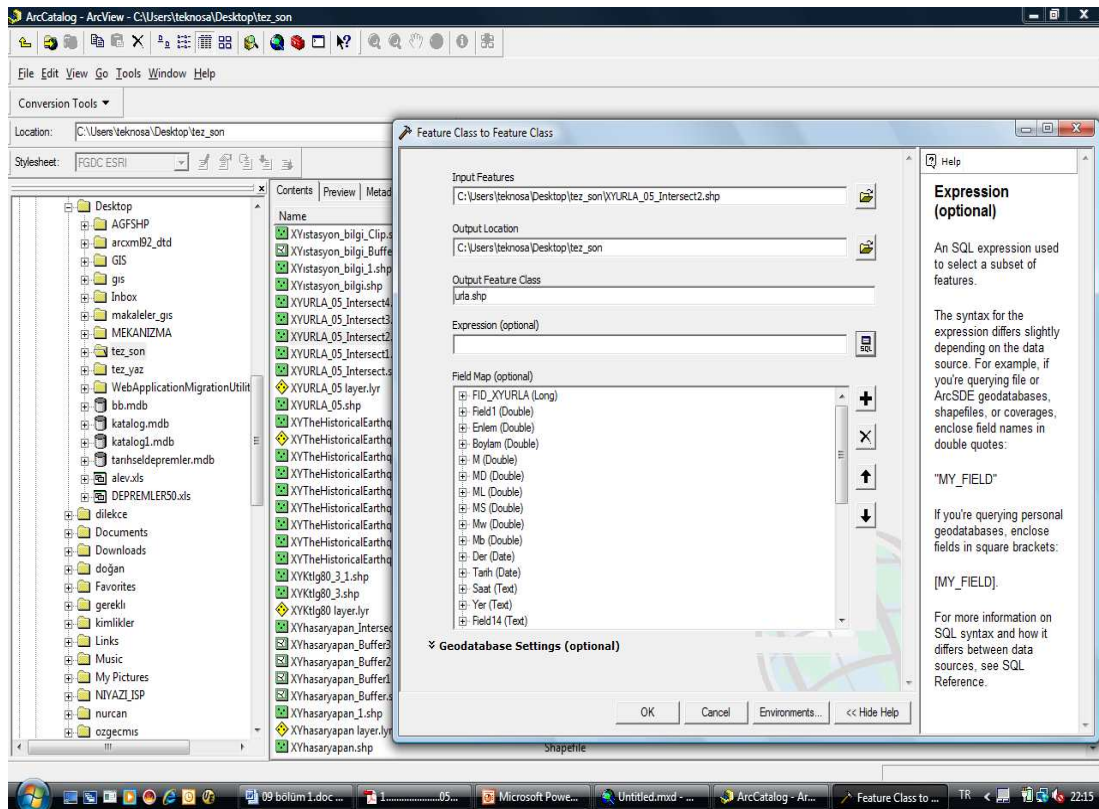 ArcCatalog - ArcView - C:\Users\teknosa\Desktop\tez_son
File Edit View Go Tools Window Help
Conversion Tools
Location: C:\Users\teknosa\Desktop\tez_son
Stylesheet: FGDC ESRI
Desktop
AGFSHP
arcxml92_dtd
GIS
gıs
Inbox
makaleler_gıs
MEKANIZMA
tez_son
tez_yaz
WebApplicationMigrationUtilit
bb.mdb
katalog.mdb
katalog1.mdb
tarıhseldepremler.mdb
alev.xls
DEPREMLER50.xls
dilekce
Documents
Downloads
doğan
Favorites
gereklı
kimlikler
Links
Music
My Pictures
NIYAZI_ISP
nurcan
ozgecmıs
Contents Preview Metad
Name
XYıstasyon_bilgi_Clip.s
XYıstasyon_bilgi_Buffe
XYıstasyon_bilgi_1.shp
XYıstasyon_bilgi.shp
XYURLA_05_Intersect4.
XYURLA_05_Intersect3.
XYURLA_05_Intersect2.
XYURLA_05_Intersect1.
XYURLA_05_Intersect.s
XYURLA_05 layer.lyr
XYURLA_05.shp
XYTheHistoricalEarthq
XYTheHistoricalEarthq
XYTheHistoricalEarthq
XYTheHistoricalEarthq
XYTheHistoricalEarthq
XYTheHistoricalEarthq
XYTheHistoricalEarthq
XYTheHistoricalEarthq
XYTheHistoricalEarthq
XYKtlg80_3_1.shp
XYKtlg80_3.shp
XYKtlg80 layer.lyr
XYhasaryapan_Intersec
XYhasaryapan_Buffer3
XYhasaryapan_Buffer2
XYhasaryapan_Buffer1
XYhasaryapan_Buffer.s
XYhasaryapan_1.shp
XYhasaryapan layer.lyr
XYhasaryapan.shp Shapefile
Feature Class to Feature Class
Input Features
C:\Users\teknosa\Desktop\tez_son\XYURLA_05_Intersect2.shp
Output Location
C:\Users\teknosa\Desktop\tez_son
Output Feature Class
urla.shp
Expression (optional)
SQL
Field Map (optional)
FID_XYURLA (Long)
Field1 (Double)
Enlem (Double)
Boylam (Double)
M (Double)
MD (Double)
ML (Double)
MS (Double)
Mw (Double)
Mb (Double)
Der (Date)
Tarıh (Date)
Saat (Text)
Yer (Text)
Field14 (Text)
Geodatabase Settings (optional)
OK Cancel Environments... << Hide Help
Help
Expression
(optional)
An SQL expression used
to select a subset of
features.
The syntax for the
expression differs slightly
depending on the data
source. For example, if
you're querying file or
ArcSDE geodatabases,
shapefiles, or coverages,
enclose field names in
double quotes:
"MY_FIELD"
If you're querying personal
geodatabases, enclose
fields in square brackets:
[MY_FIELD].
For more information on
SQL syntax and how it
differs between data
sources, see SQL
Reference.
09 bölüm 1.doc ... 1....................05... Microsoft Powe... Untitled.mxd - ... ArcCatalog - Ar... Feature Class to ... TR 22:15